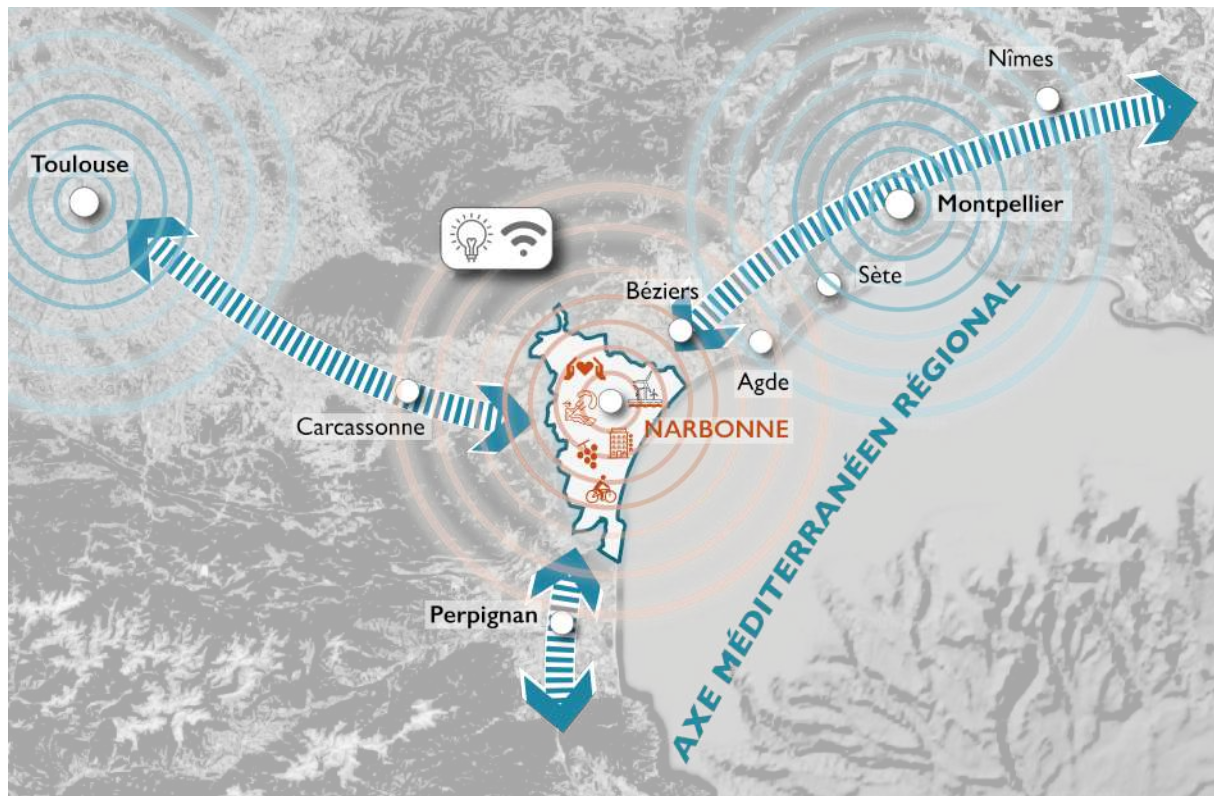 Nîmes
Toulouse
Montpellier
Sète
Béziers
Agde
Carcassonne
NARBONNE
Perpignan
AXE MÉDITERRANÉEN RÉGIONAL